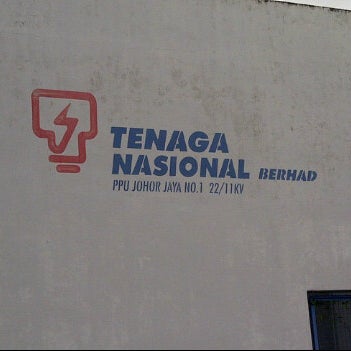 TENAGA
NASIONAL BERHAD
PPU JOHOR JAYA NO.1 22/11KV